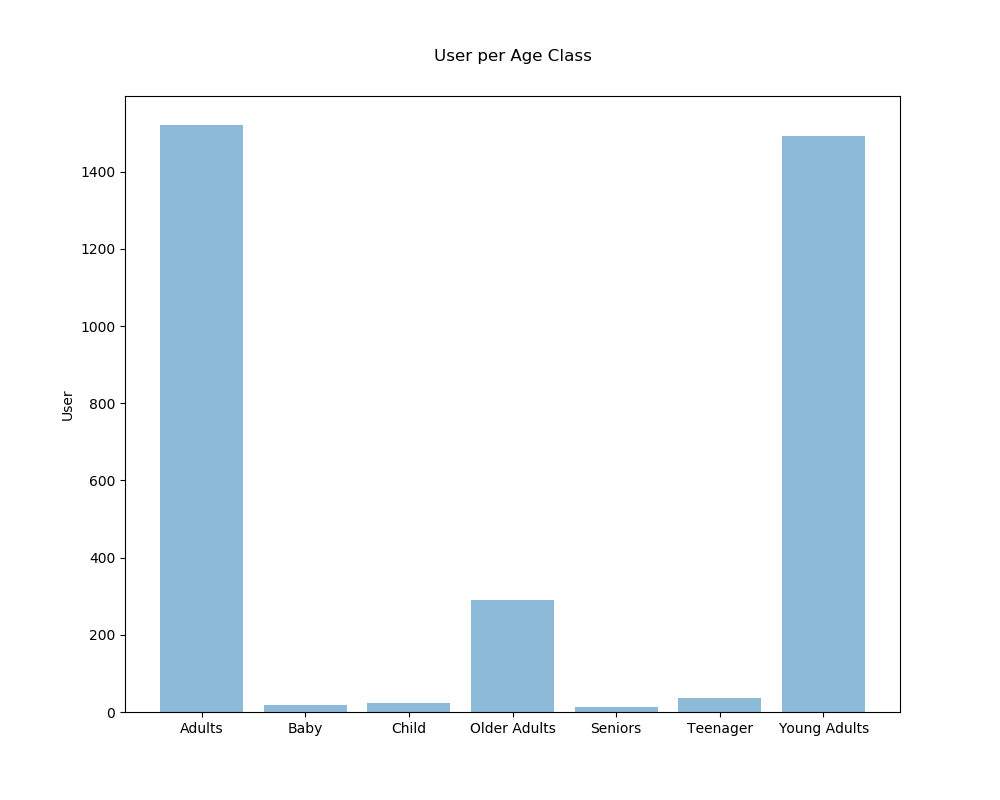 User per Age Class
User
1400
1200
1000
800
600
400
200
0
Adults Baby Child Older Adults Seniors Teenager Young Adults